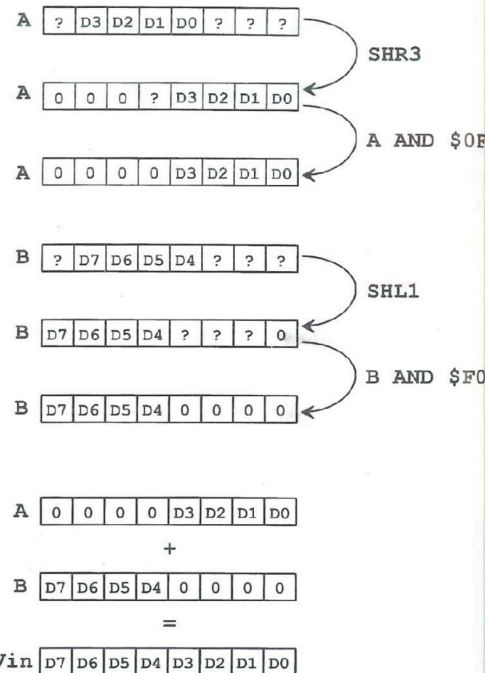 A ? D3 D2 D1 D0 ? ? ?
SHR3
A 0 0 0 ? D3 D2 D1 D0
A AND $0F
A 0 0 0 0 D3 D2 D1 D0
B ? D7 D6 D5 D4 ? ? ?
SHL1
B D7 D6 D5 D4 ? ? ? 0
B AND $F0
B D7 D6 D5 D4 0 0 0 0
A 0 0 0 0 D3 D2 D1 D0
+
B D7 D6 D5 D4 0 0 0 0
=
Vin D7 D6 D5 D4 D3 D2 D1 D0